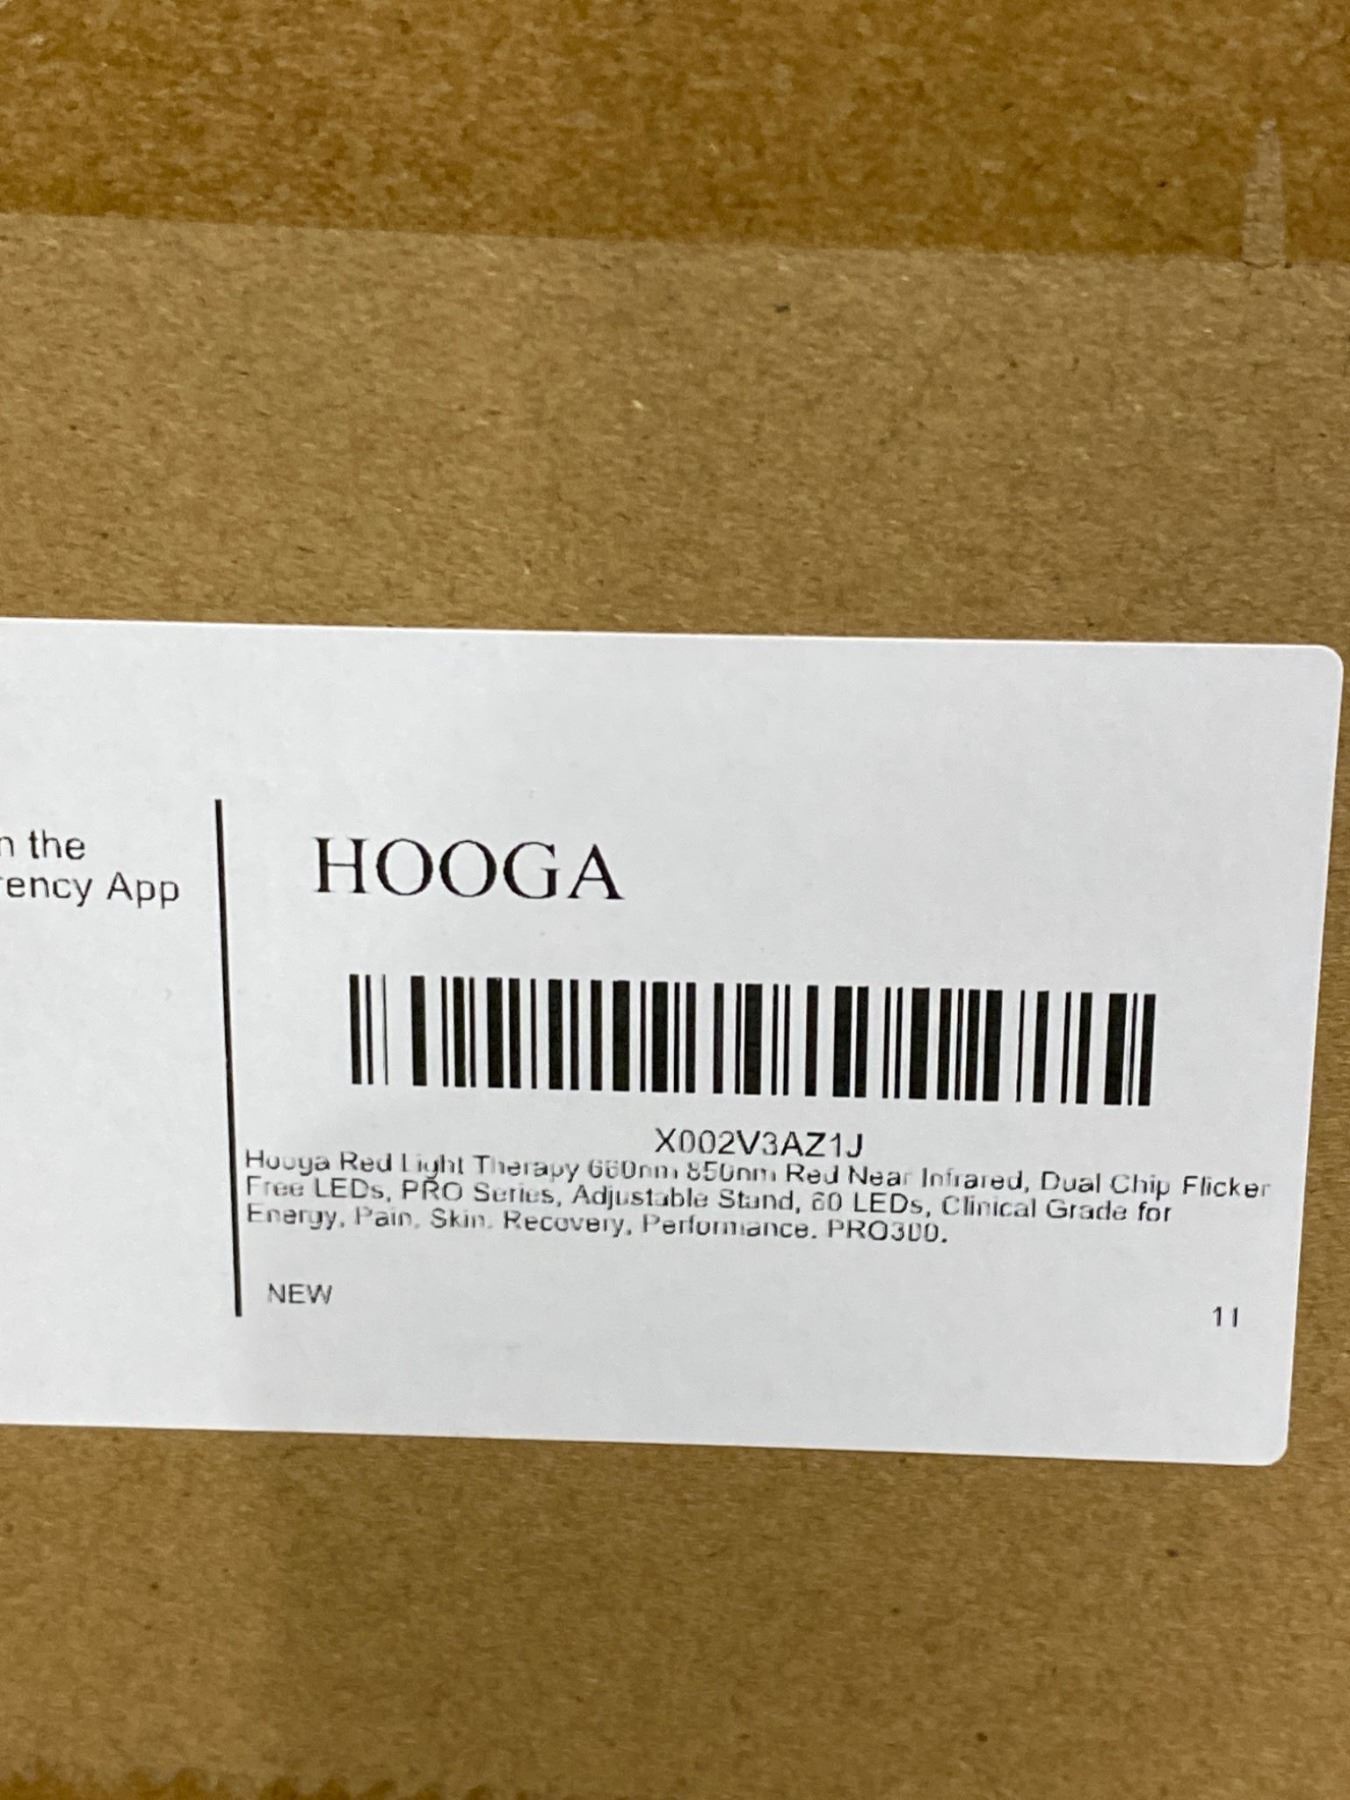 n the
rency App
HOOGA
X002V3AZ1J
Hooga Red Light Therapy 660nm 850nm Red Near Infrared, Dual Chip Flicker
Free LEDs, PRO Series, Adjustable Stand, 60 LEDs, Clinical Grade for
Energy, Pain, Skin, Recovery, Performance. PRO300.
NEW
11